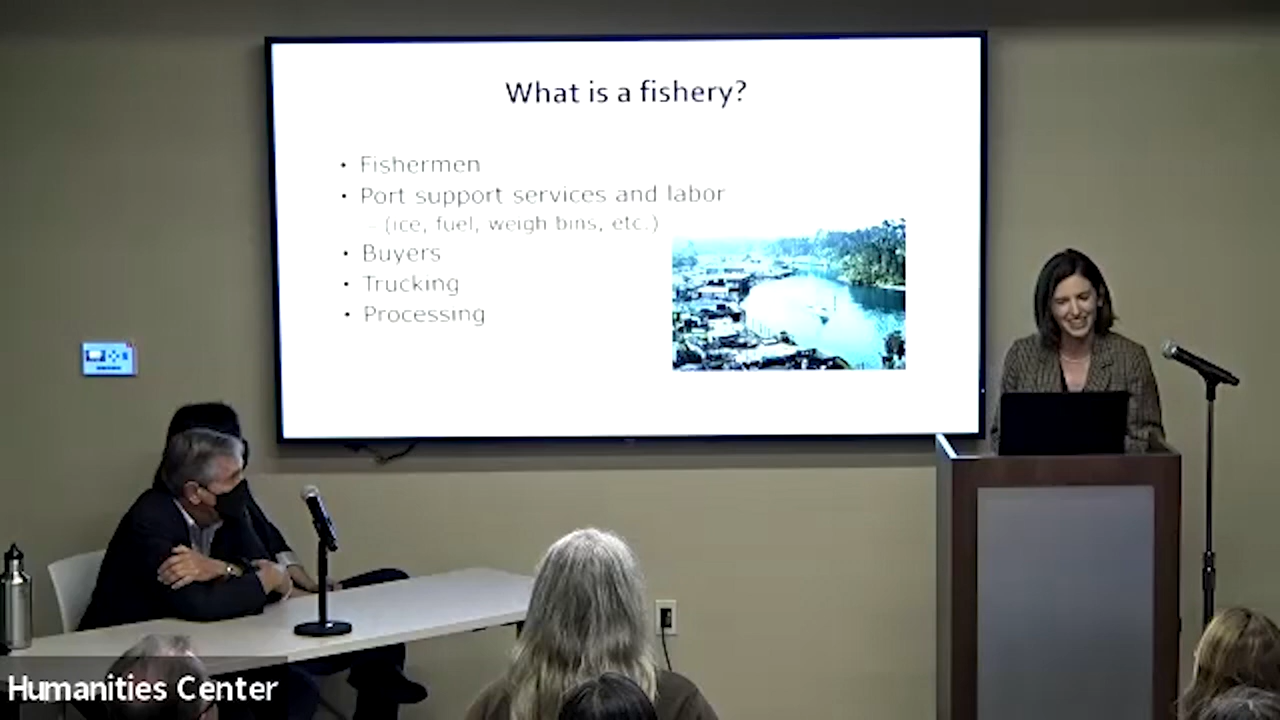 What is a fishery?
• Fishermen
• Port support services and labor
– (ice, fuel, weigh bins, etc.)
• Buyers
• Trucking
• Processing
Humanities Center